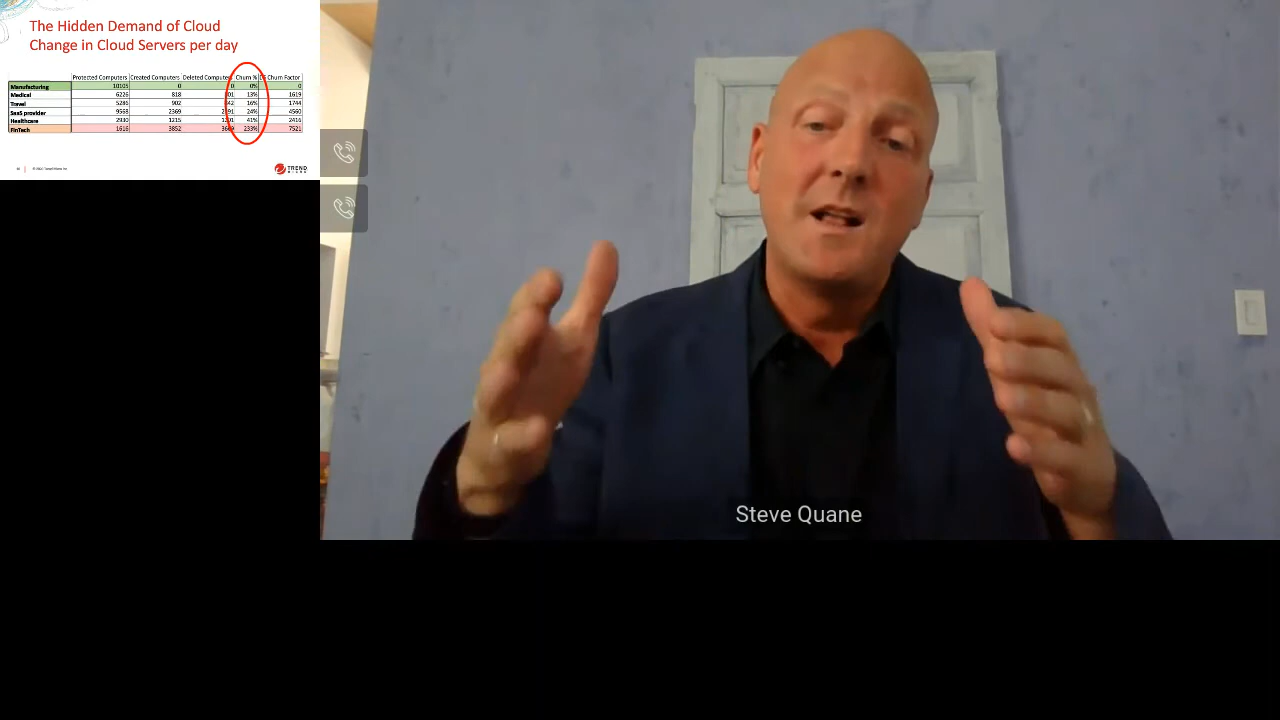 The Hidden Demand of Cloud
Change in Cloud Servers per day
Protected Computers Created Computers Deleted Churn % Churn Factor
Manufacturing 10105 0 0% 0
Medical 6226 818 13% 1619
Travel 5286 902 16% 1744
SaaS provider 9568 2369 24% 4560
Healthcare 2930 1215 41% 2416
FinTech 1616 3852 233% 7521
TREND
MICRO
Steve Quane